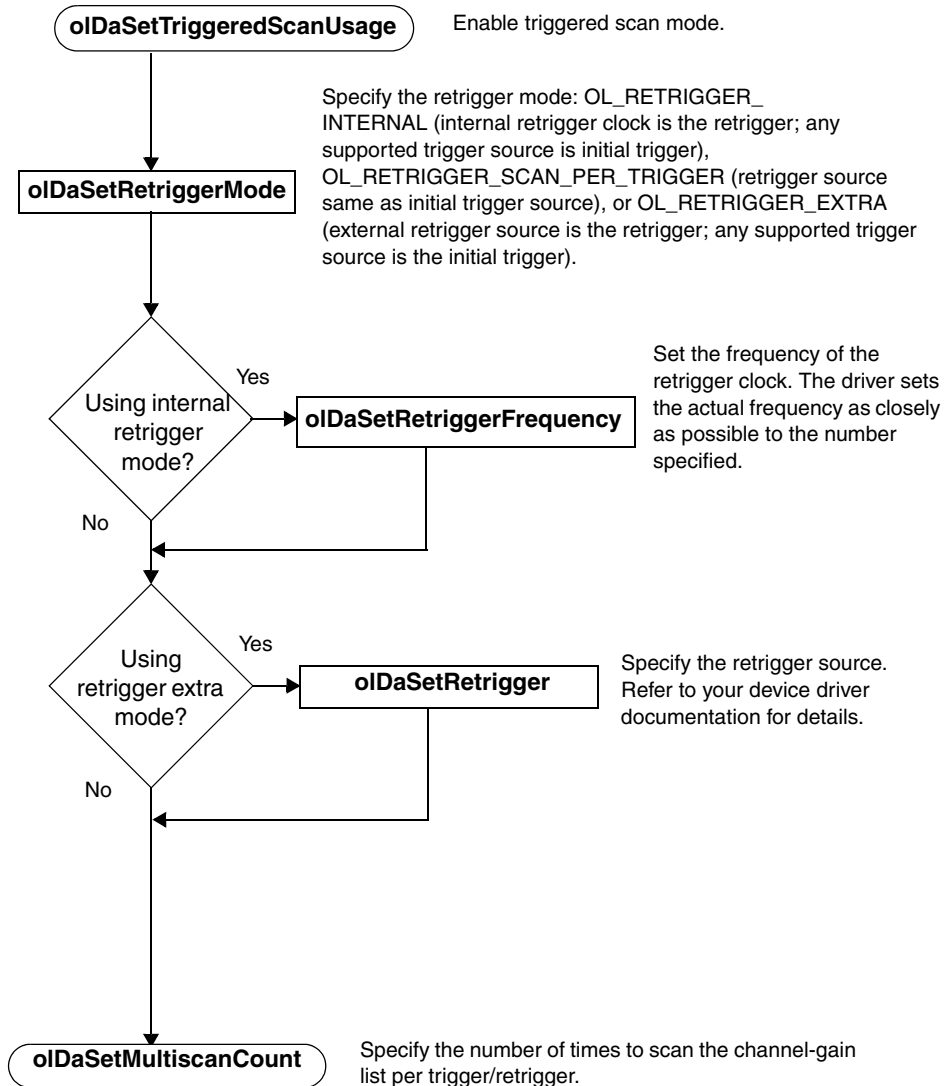 olDaSetTriggeredScanUsage
Enable triggered scan mode.
Specify the retrigger mode: OL_RETRIGGER_
INTERNAL (internal retrigger clock is the retrigger; any
supported trigger source is initial trigger),
OL_RETRIGGER_SCAN_PER_TRIGGER (retrigger source
same as initial trigger source), or OL_RETRIGGER_EXTRA
(external retrigger source is the retrigger; any supported trigger
source is the initial trigger).
olDaSetRetriggerMode
Using internal
retrigger
mode?
Yes
olDaSetRetriggerFrequency
Set the frequency of the
retrigger clock. The driver sets
the actual frequency as closely
as possible to the number
specified.
No
Using
retrigger extra
mode?
Yes
olDaSetRetrigger
Specify the retrigger source.
Refer to your device driver
documentation for details.
No
olDaSetMultiscanCount
Specify the number of times to scan the channel-gain
list per trigger/retrigger.